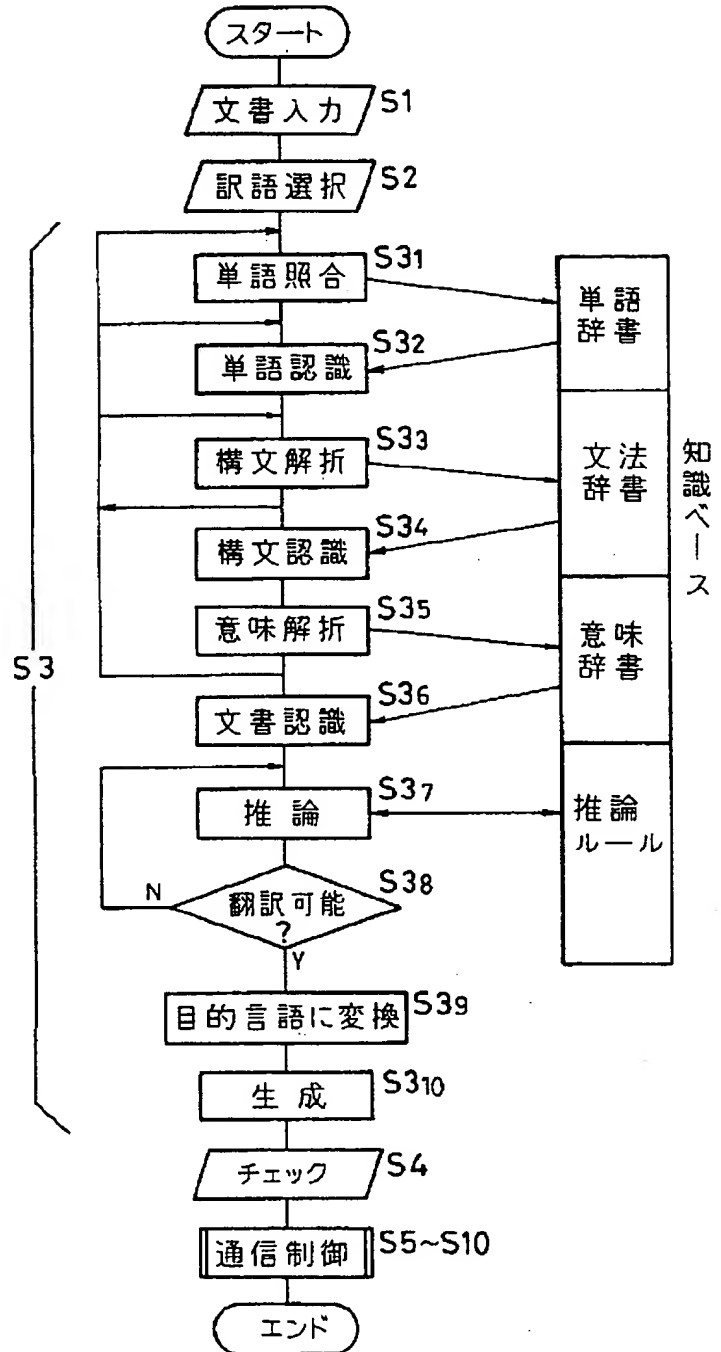 スタート
文書入力 S1
訳語選択 S2
単語照合 S31
単語認識 S32
構文解折 S33
構文認識 S34
意味解折 S35
文書認識 S36
推論 S37
翻訳可能 S38
?
N
Y
目的言語に変換 S39
生成 S310
チェック S4
通信制御 S5~S10
エンド
S3
単語
辞書
文法
辞書
意味
辞書
推論
ルール
知識ベース